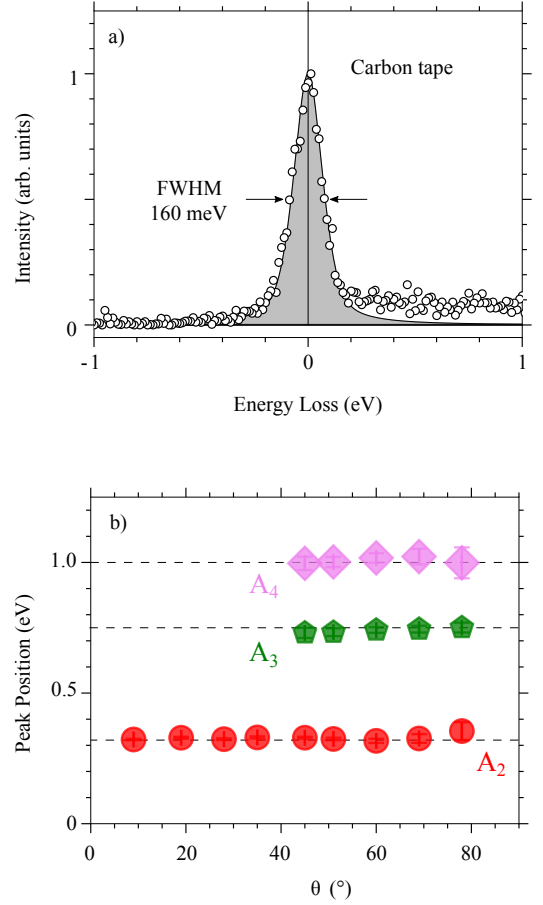 a)
Carbon tape
FWHM
160 meV
Intensity (arb. units)
1
0
-1
0
1
Energy Loss (eV)
b)
Peak Position (eV)
1.0
0.5
0
A₄
A₃
A₂
0
20
40
60
80
θ (°)